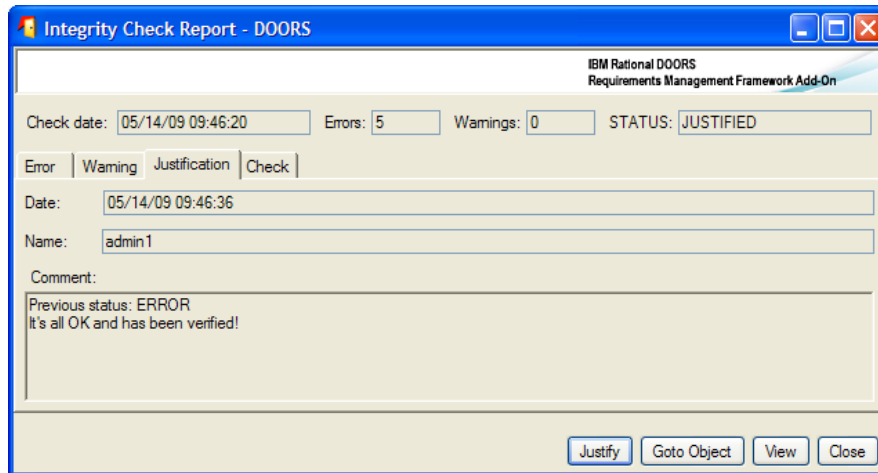 Integrity Check Report - DOORS
IBM Rational DOORS
Requirements Management Framework Add-On
Check date: 05/14/09 09:46:20 Errors: 5 Warnings: 0 STATUS: JUSTIFIED
Error Warning Justification Check
Date: 05/14/09 09:46:36
Name: admin1
Comment:
Previous status: ERROR
It's all OK and has been verified!
Justify Goto Object View Close